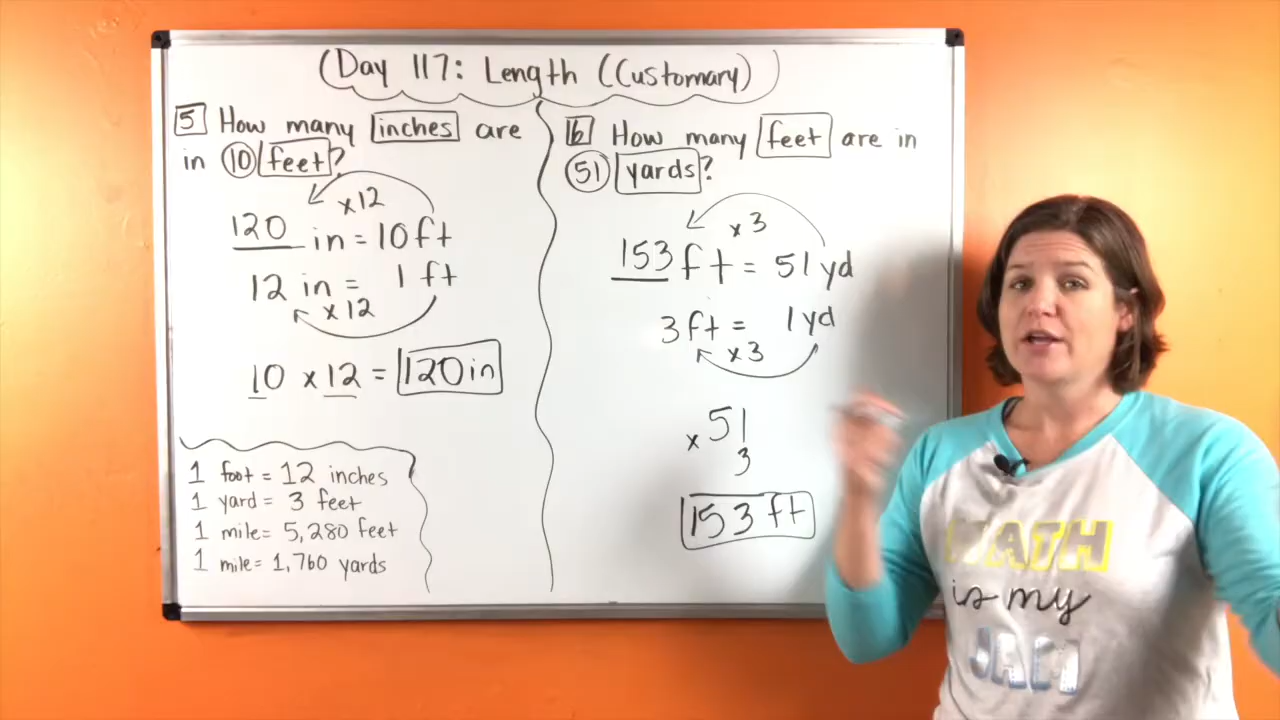 (Day 117: Length (Customary)
5 How many inches are
in 10 feet?
x12
120 in = 10 ft
12 in = 1 ft
x12
10 x 12 = 120 in
1 foot = 12 inches
1 yard = 3 feet
1 mile = 5,280 feet
1 mile = 1,760 yards
6 How many feet are in
51 yards?
x3
153 ft = 51 yd
3 ft = 1 yd
x3
51
x 3
153 ft
MATH
is my
JAM